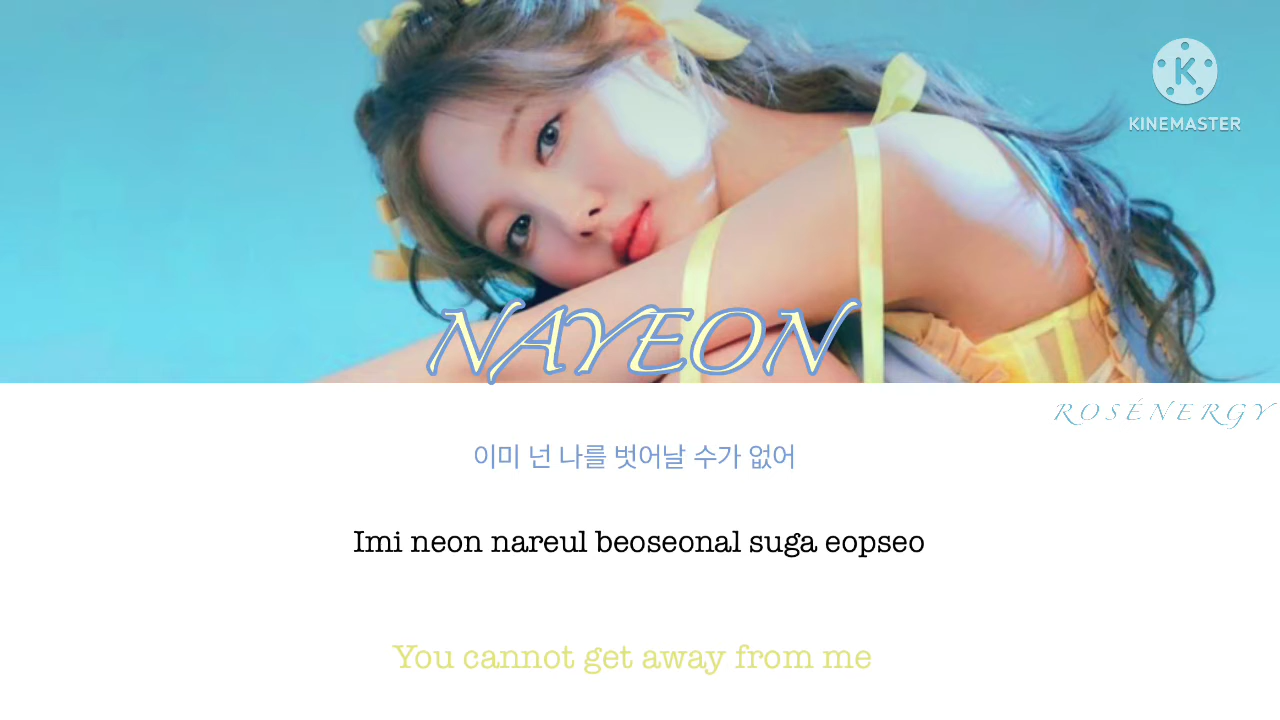 KINEMASTER
NAYEON
ROSÉNERGY
이미 넌 나를 벗어날 수가 없어
Imi neon nareul beoseonal suga eopseo
You cannot get away from me